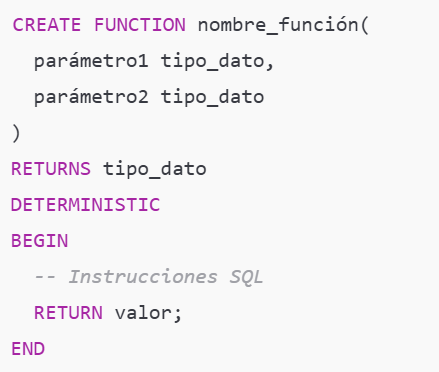 CREATE FUNCTION nombre_función(
parámetro1 tipo_dato,
parámetro2 tipo_dato
)
RETURNS tipo_dato
DETERMINISTIC
BEGIN
-- Instrucciones SQL
RETURN valor;
END